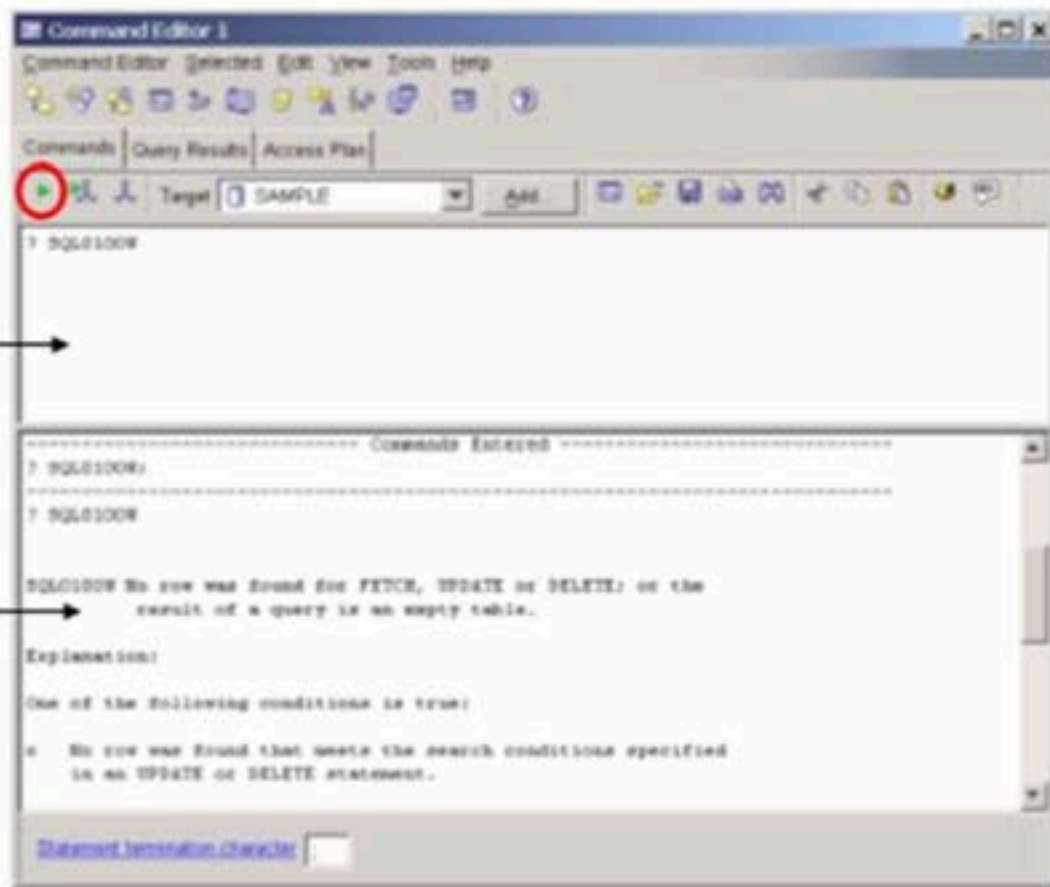 Command Editor 1
Command Editor Selected Edit View Tools Help
Commands Query Results Access Plan
Target SAMPLE Add
? SQL0100W
Commands Entered
? SQL0100W;
? SQL0100W
SQL0100W No row was found for FETCH, UPDATE or DELETE; or the
result of a query is an empty table.
Explanation:
One of the following conditions is true:
o No row was found that meets the search conditions specified
in an UPDATE or DELETE statement.
Statement termination character